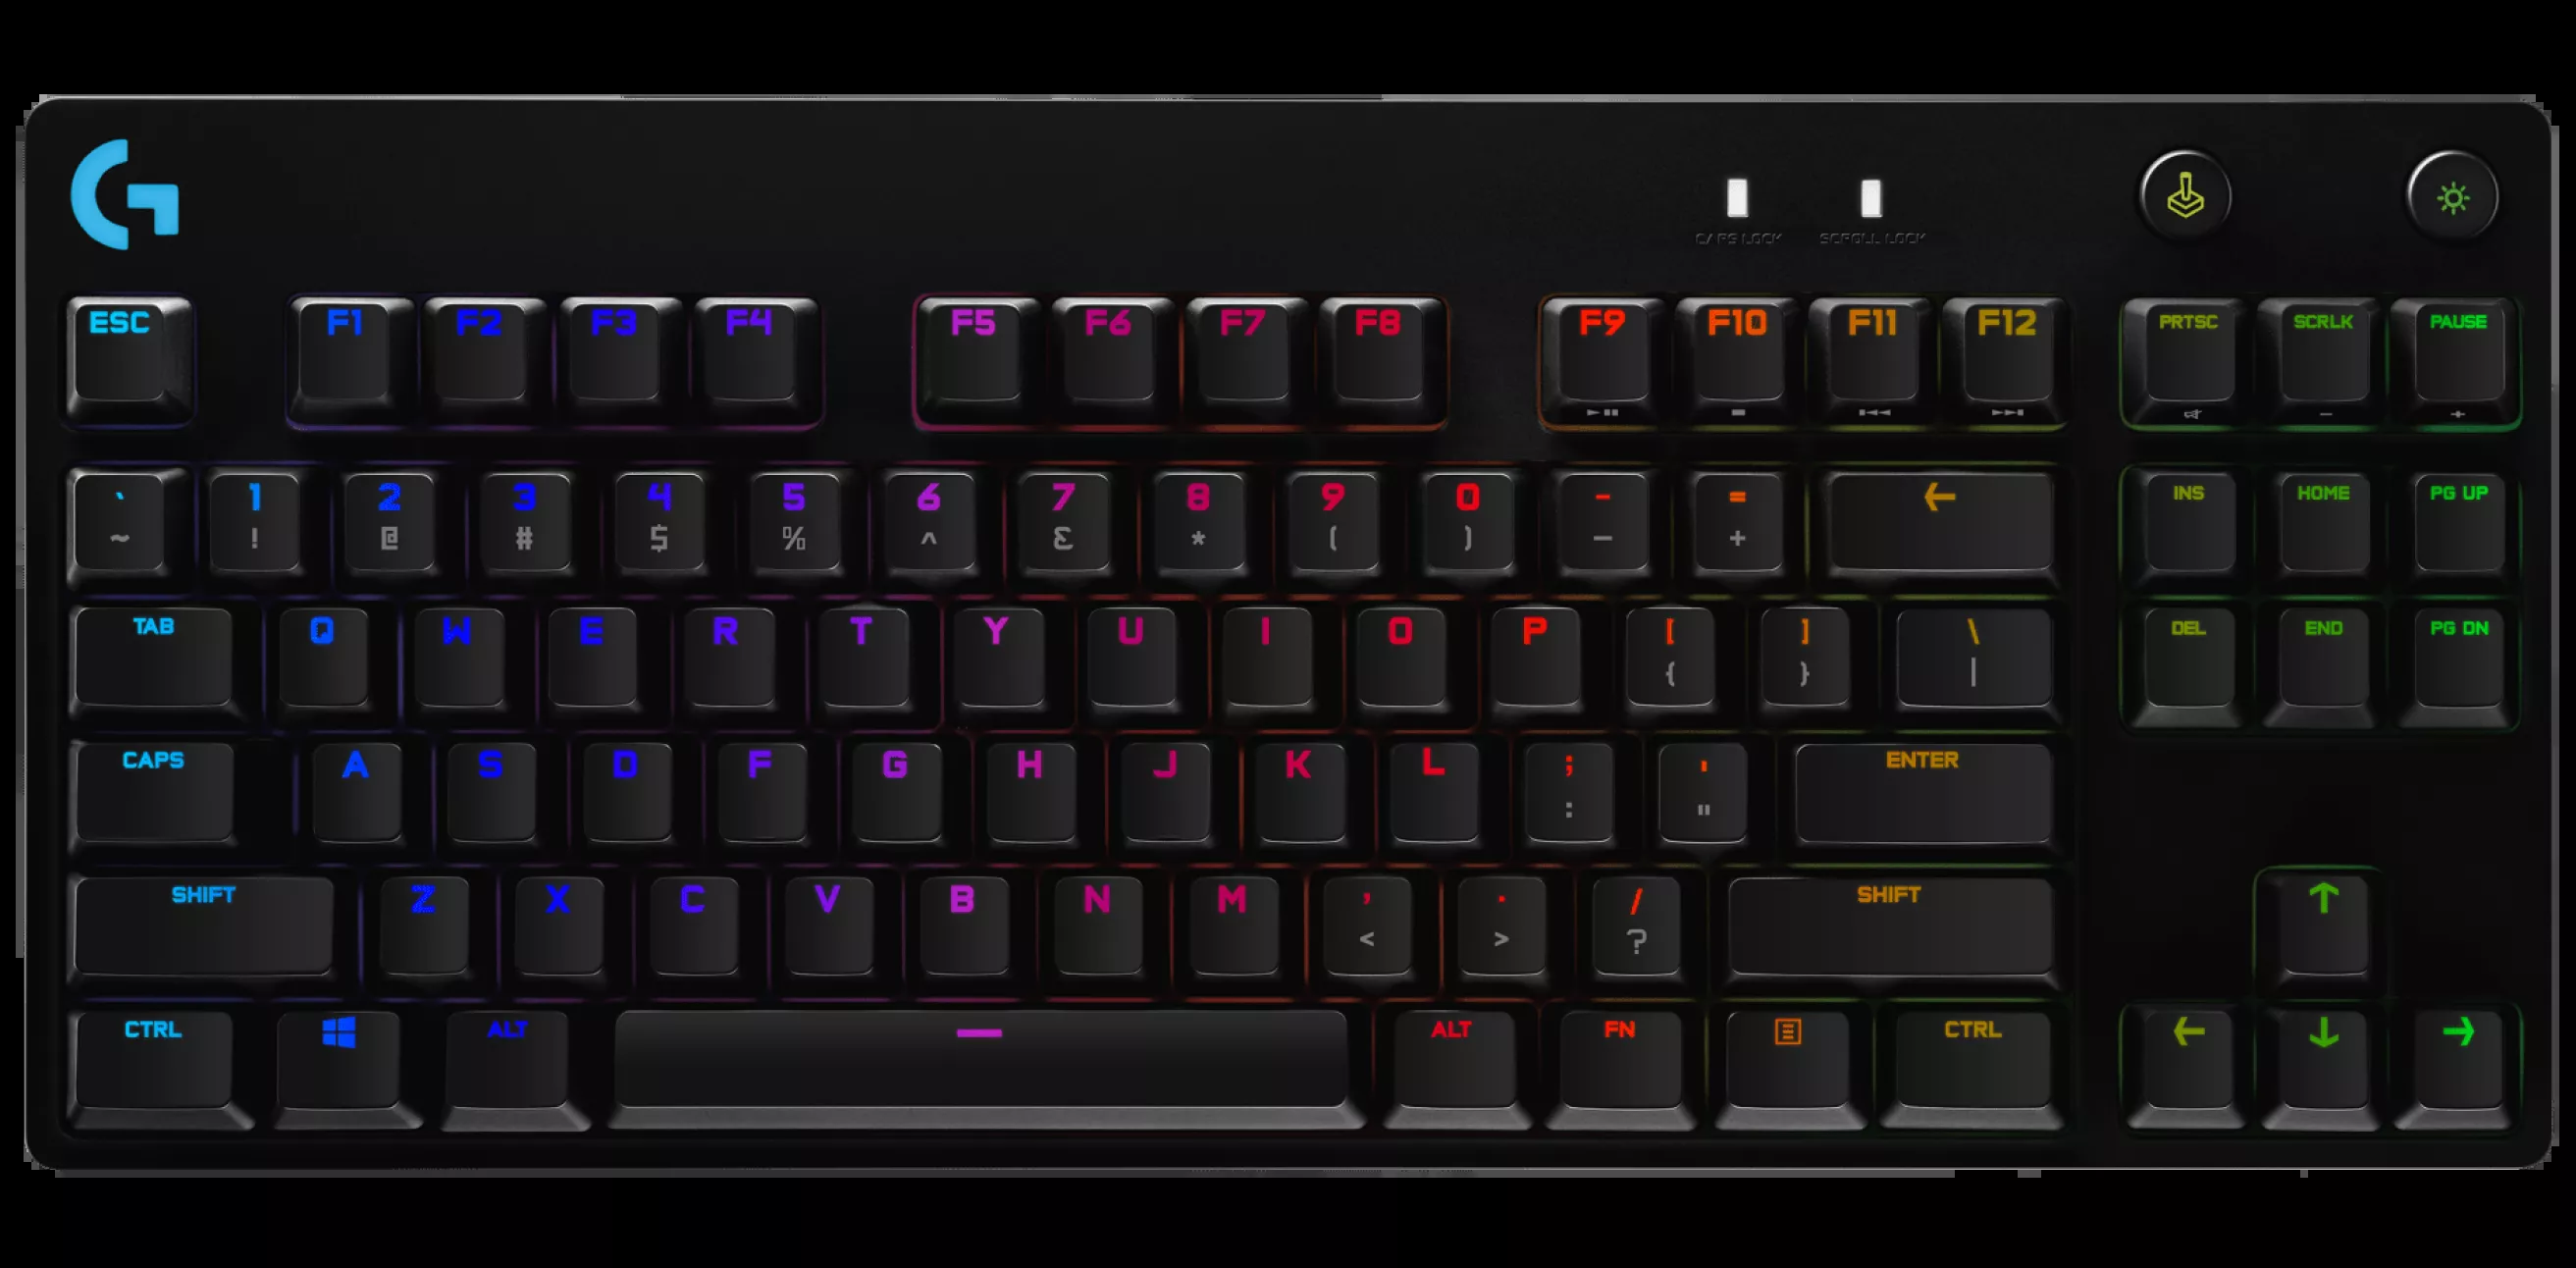 G
CAPS LOCK SCROLL LOCK
ESC F1 F2 F3 F4 F5 F6 F7 F8 F9 F10 F11 F12 PRTSC SCRLK PAUSE
- +
` 1 2 3 4 5 6 7 8 9 0 - = ← INS HOME PG UP
~ ! @ # $ % ^ & * ( ) – +
TAB Q W E R T Y U I O P [ ] \ DEL END PG DN
{ } |
CAPS A S D F G H J K L ; ' ENTER
: "
SHIFT Z X C V B N M , . / SHIFT ↑
< > ?
CTRL ALT — ALT FN CTRL ← ↓ →